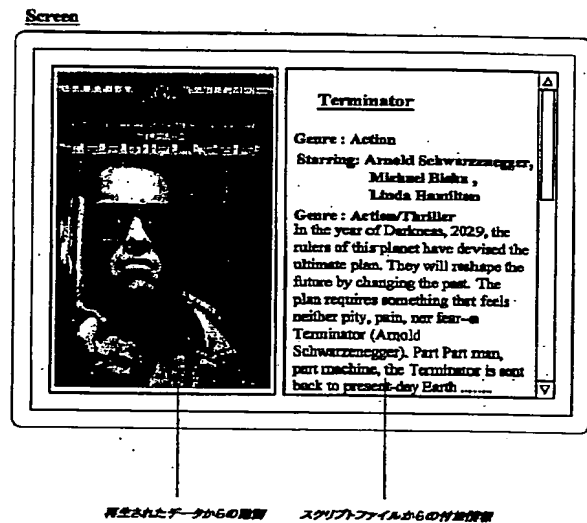 Screen
Terminator
Genre : Action
Starring: Arnold Schwarzenegger,
Michael Biehn ,
Linda Hamilton
Genre : Action/Thriller
In the year of Darkness, 2029, the
rulers of this planet have devised the
ultimate plan. They will reshape the
future by changing the past. The
plan requires something that feels
neither pity, pain, nor fear–a
Terminator (Arnold
Schwarzenegger). Part Part man,
part machine, the Terminator is sent
back to present-day Earth ........
再生されたデータからの
スクリプトファイルからの付加情報